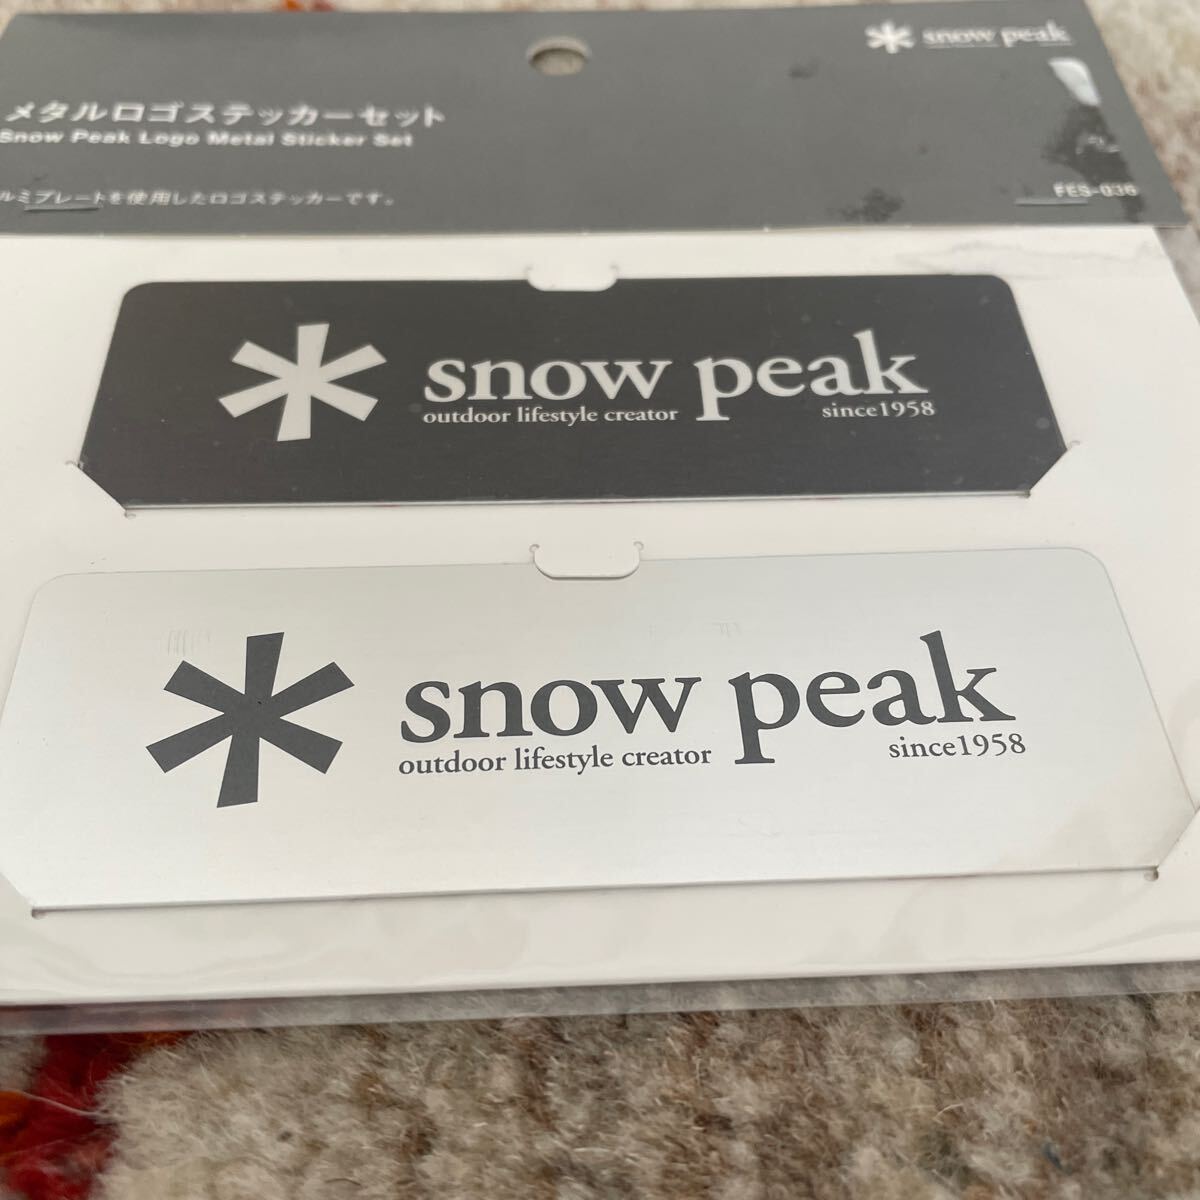 snow peak
メタルロゴステッカーセット
Snow Peak Logo Metal Sticker Set
ルミプレートを使用したロゴステッカーです。
FES-036
snow peak
outdoor lifestyle creator since1958
snow peak
outdoor lifestyle creator since1958